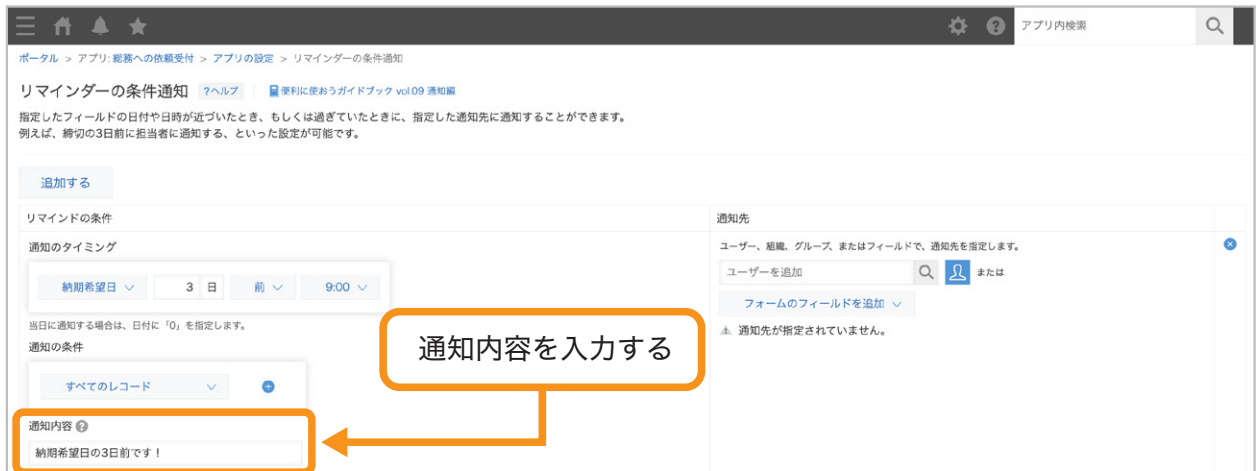 アプリ内検索
ポータル > アプリ: 総務への依頼受付 > アプリの設定 > リマインダーの条件通知
リマインダーの条件通知 ?ヘルプ 便利に使おうガイドブック vol.09 通知編
指定したフィールドの日付や日時が近づいたとき、もしくは過ぎていたときに、指定した通知先に通知することができます。
例えば、締切の3日前に担当者に通知する、といった設定が可能です。
追加する
リマインドの条件
通知先
通知のタイミング
ユーザー、組織、グループ、またはフィールドで、通知先を指定します。
ユーザーを追加 または
納期希望日 3 日 前 9:00
フォームのフィールドを追加
当日に通知する場合は、日付に「0」を指定します。
通知先が指定されていません。
通知の条件
通知内容を入力する
すべてのレコード
通知内容
納期希望日の3日前です！